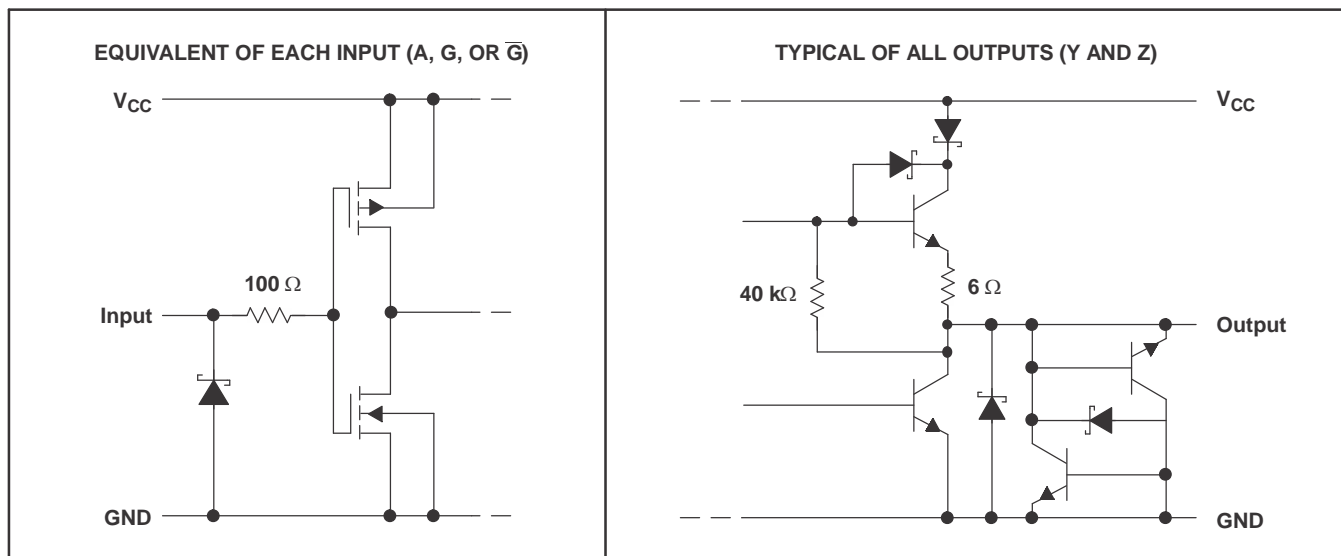 EQUIVALENT OF EACH INPUT (A, G, OR G̅)
VCC
100 Ω
Input
GND
TYPICAL OF ALL OUTPUTS (Y AND Z)
VCC
40 kΩ
6 Ω
Output
GND